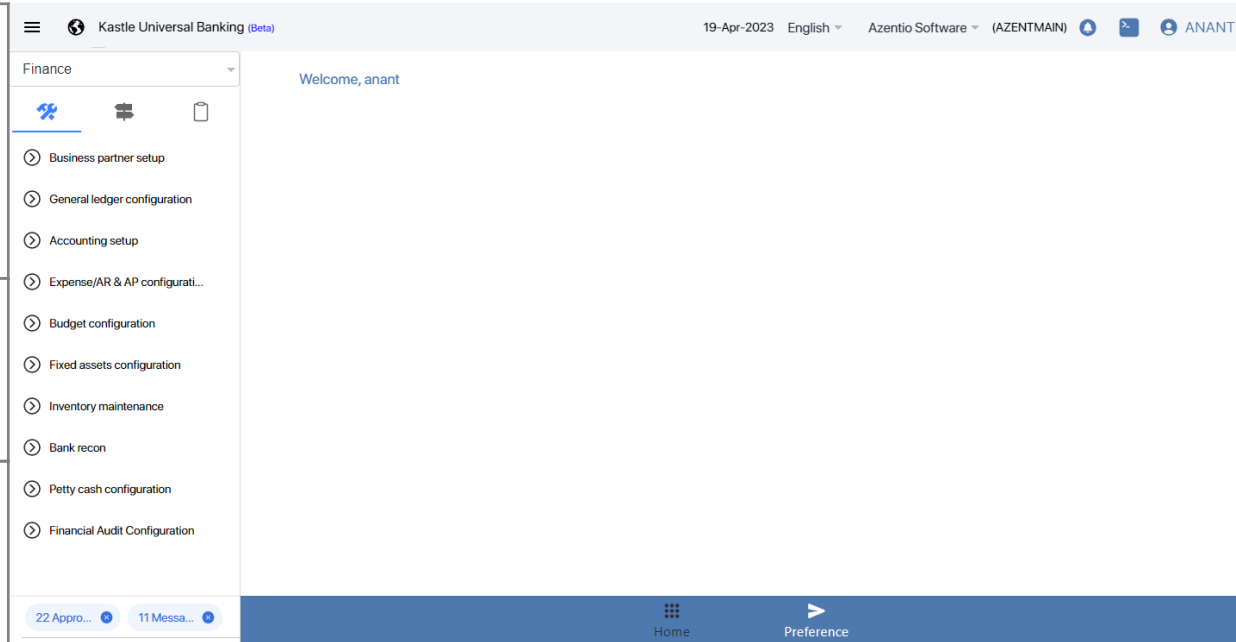 Kastle Universal Banking (Beta) 19-Apr-2023 English Azentio Software (AZENTMAIN) ANANT
Finance
Welcome, anant
Business partner setup
General ledger configuration
Accounting setup
Expense/AR & AP configurati...
Budget configuration
Fixed assets configuration
Inventory maintenance
Bank recon
Petty cash configuration
Financial Audit Configuration
22 Appro... 11 Messa...
Home Preference